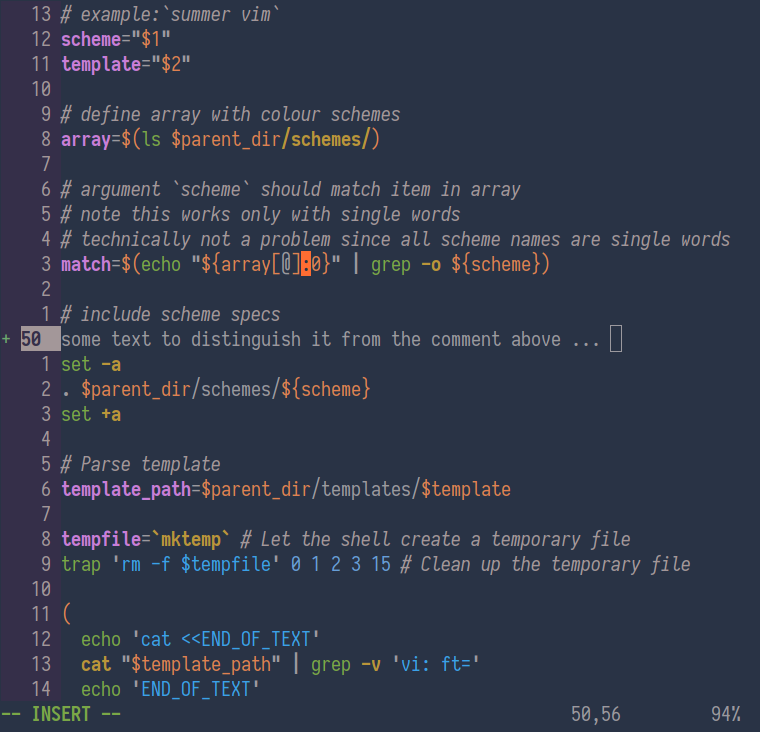 13 # example:`summer vim`
12 scheme="$1"
11 template="$2"
10
9 # define array with colour schemes
8 array=$(ls $parent_dir/schemes/)
7
6 # argument `scheme` should match item in array
5 # note this works only with single words
4 # technically not a problem since all scheme names are single words
3 match=$(echo "${array[@]:0}" | grep -o ${scheme})
2
1 # include scheme specs
+ 50 some text to distinguish it from the comment above ...
1 set -a
2 . $parent_dir/schemes/${scheme}
3 set +a
4
5 # Parse template
6 template_path=$parent_dir/templates/$template
7
8 tempfile=`mktemp` # Let the shell create a temporary file
9 trap 'rm -f $tempfile' 0 1 2 3 15 # Clean up the temporary file
10
11 (
12   echo 'cat <<END_OF_TEXT'
13   cat "$template_path" | grep -v 'vi: ft='
14   echo 'END_OF_TEXT'
-- INSERT -- 50,56 94%